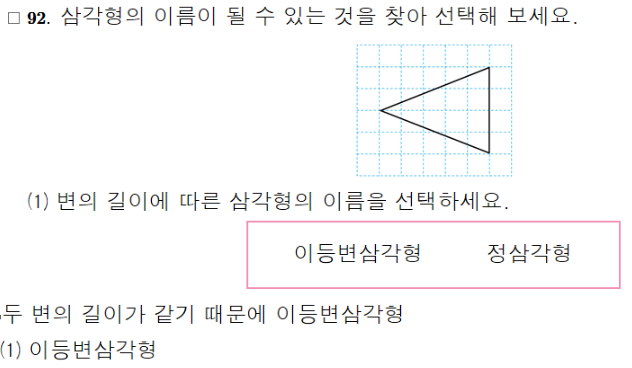 □ 92. 삼각형의 이름이 될 수 있는 것을 찾아 선택해 보세요.
(1) 변의 길이에 따른 삼각형의 이름을 선택하세요.
이등변삼각형 정삼각형
두 변의 길이가 같기 때문에 이등변삼각형
(1) 이등변삼각형